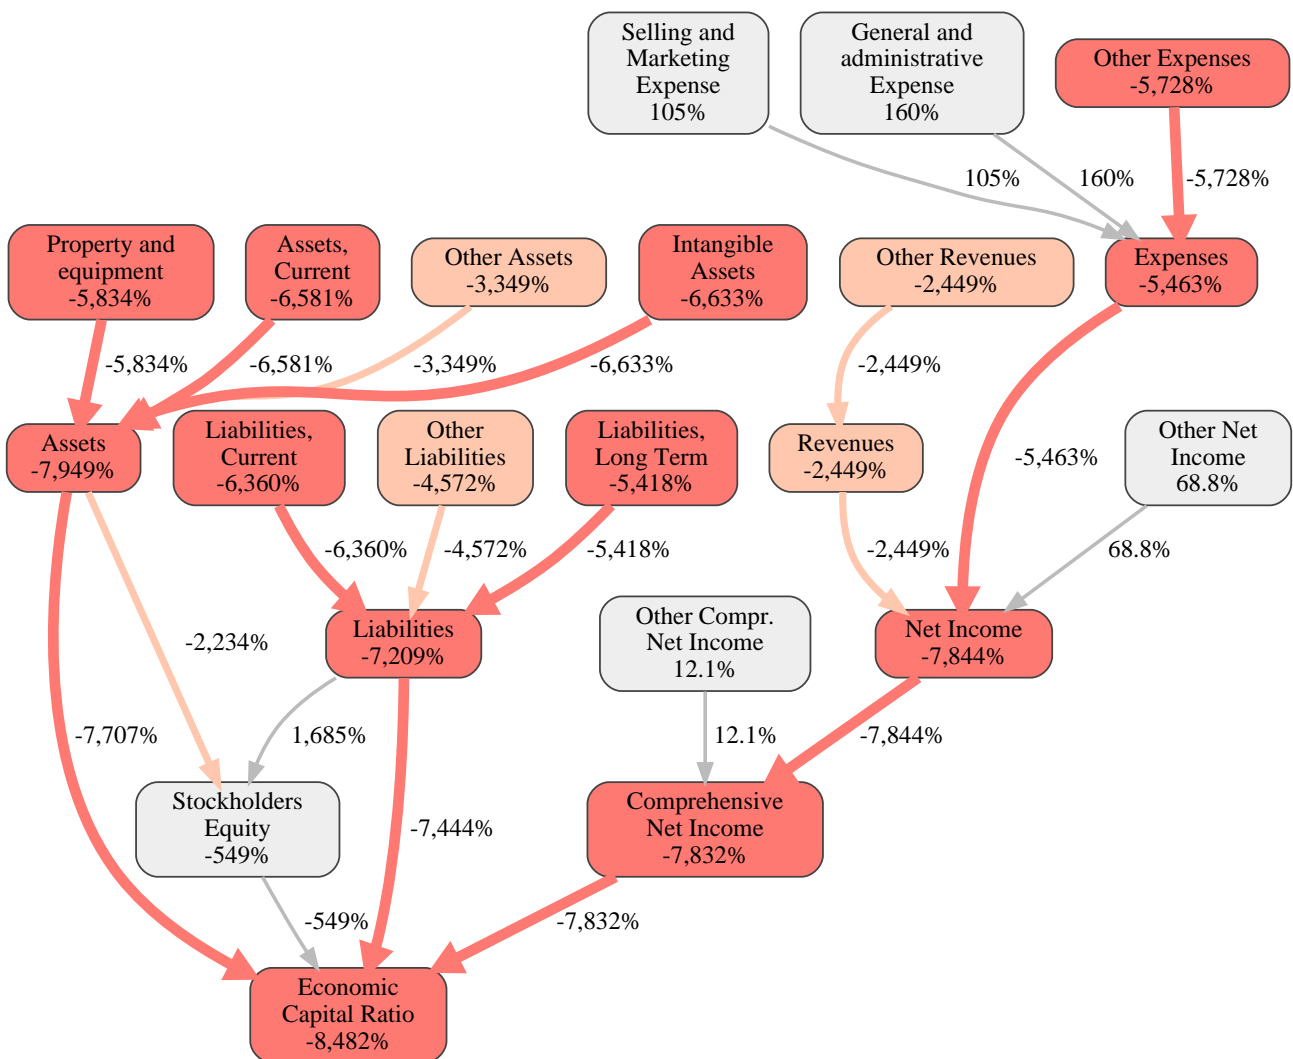 Selling and
Marketing
Expense
105%
General and
administrative
Expense
160%
Other Expenses
-5,728%
105%
160%
-5,728%
Property and
equipment
-5,834%
Assets,
Current
-6,581%
Other Assets
-3,349%
Intangible
Assets
-6,633%
Other Revenues
-2,449%
Expenses
-5,463%
-5,834%
-6,581%
-3,349%
-6,633%
-2,449%
Assets
-7,949%
Liabilities,
Current
-6,360%
Other
Liabilities
-4,572%
Liabilities,
Long Term
-5,418%
Revenues
-2,449%
-5,463%
Other Net
Income
68.8%
-6,360%
-4,572%
-5,418%
-2,449%
68.8%
-2,234%
Liabilities
-7,209%
Other Compr.
Net Income
12.1%
Net Income
-7,844%
-7,707%
1,685%
12.1%
-7,844%
Stockholders
Equity
-549%
-7,444%
Comprehensive
Net Income
-7,832%
-549%
-7,832%
Economic
Capital Ratio
-8,482%